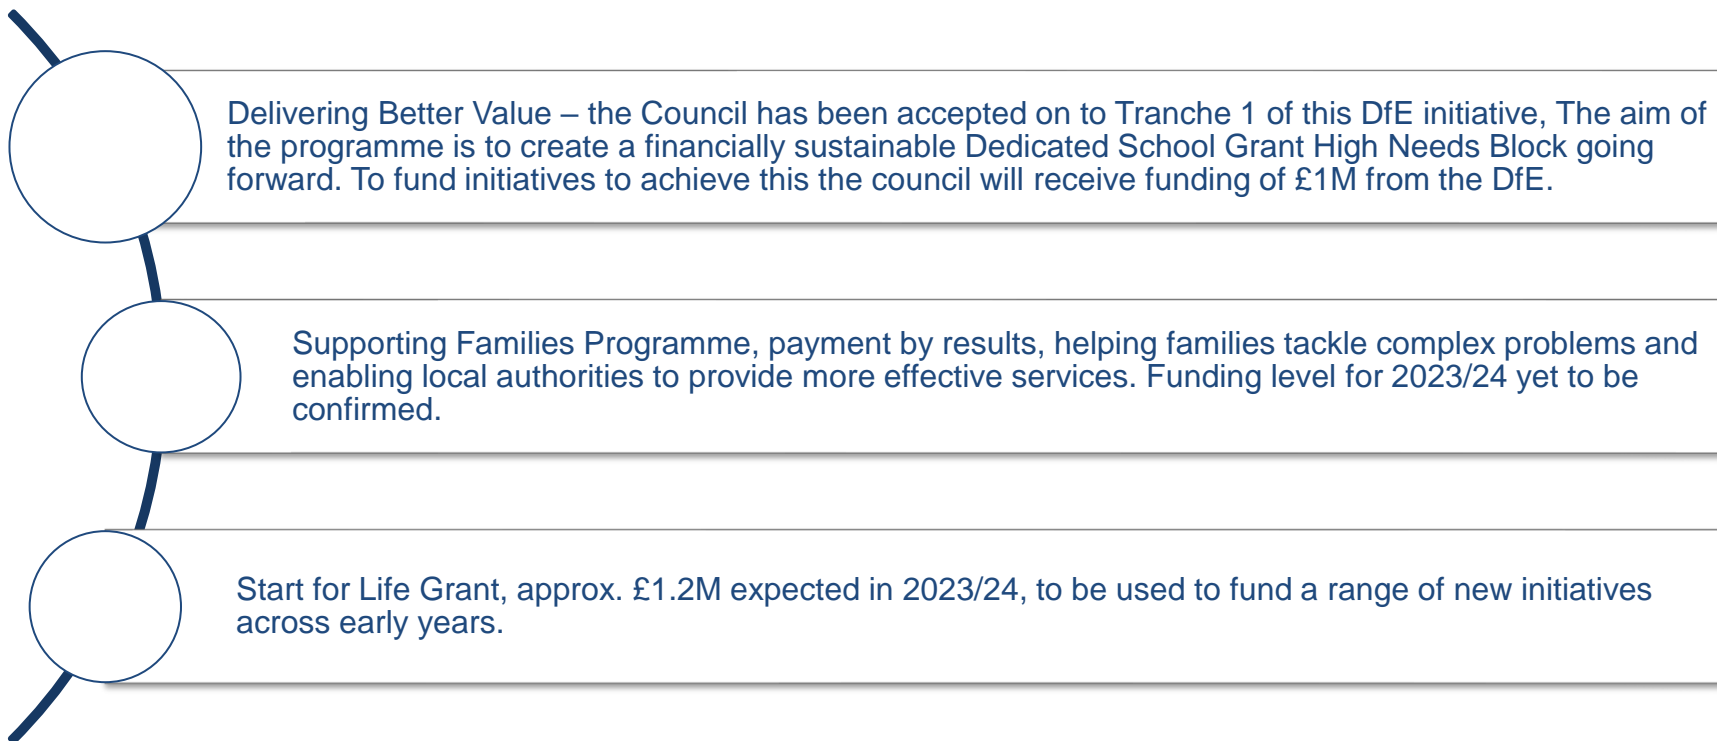 Delivering Better Value – the Council has been accepted on to Tranche 1 of this DfE initiative, The aim of
the programme is to create a financially sustainable Dedicated School Grant High Needs Block going
forward. To fund initiatives to achieve this the council will receive funding of £1M from the DfE.
Supporting Families Programme, payment by results, helping families tackle complex problems and
enabling local authorities to provide more effective services. Funding level for 2023/24 yet to be
confirmed.
Start for Life Grant, approx. £1.2M expected in 2023/24, to be used to fund a range of new initiatives
across early years.